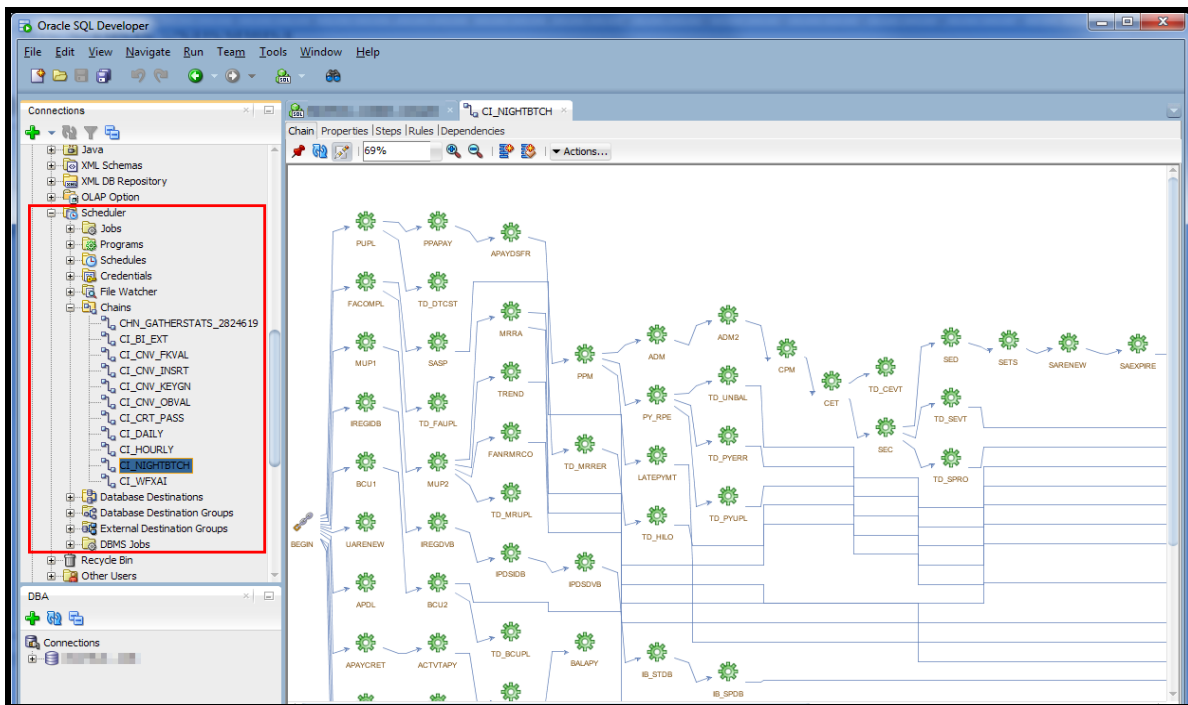 Oracle SQL Developer
File Edit View Navigate Run Team Tools Window Help
Connections
Java
XML Schemas
XML DB Repository
OLAP Option
Scheduler
Jobs
Programs
Schedules
Credentials
File Watcher
Chains
CHN_GATHERSTATS_2824619
CI_BI_EXT
CI_CNV_FKVAL
CI_CNV_INSRT
CI_CNV_KEYGN
CI_CNV_OBVAL
CI_CRT_PASS
CI_DAILY
CI_HOURLY
CI_NIGHTBTCH
CI_WFXAI
Database Destinations
Database Destination Groups
External Destination Groups
DBMS Jobs
Recycle Bin
Other Users
DBA
Connections
CI_NIGHTBTCH
Chain Properties Steps Rules Dependencies
69% Actions...
PUPL PPAPAY APAYDSFR
FACOMPL TD_DTCST
MRRA ADM2
MUP1 SASP PPM ADM CPM SED SETS SARENEW SAEXPIRE
TREND TD_UNBAL CET TD_CEVT
IREGIDB TD_FAUPL PY_RPE TD_SEVT
FANRMRCO TD_MRRER TD_PYERR SEC
BCU1 MUP2 LATEPYMT TD_SPRO
TD_MRUPL TD_PYUPL
BEGIN UARENEW IREGDVB TD_HILO
IPDSIDB IPDSDVB
APDL BCU2
TD_BCUPL BALAPY
APAYCRET ACTVTAPY IB_STDB
IB_SPDB